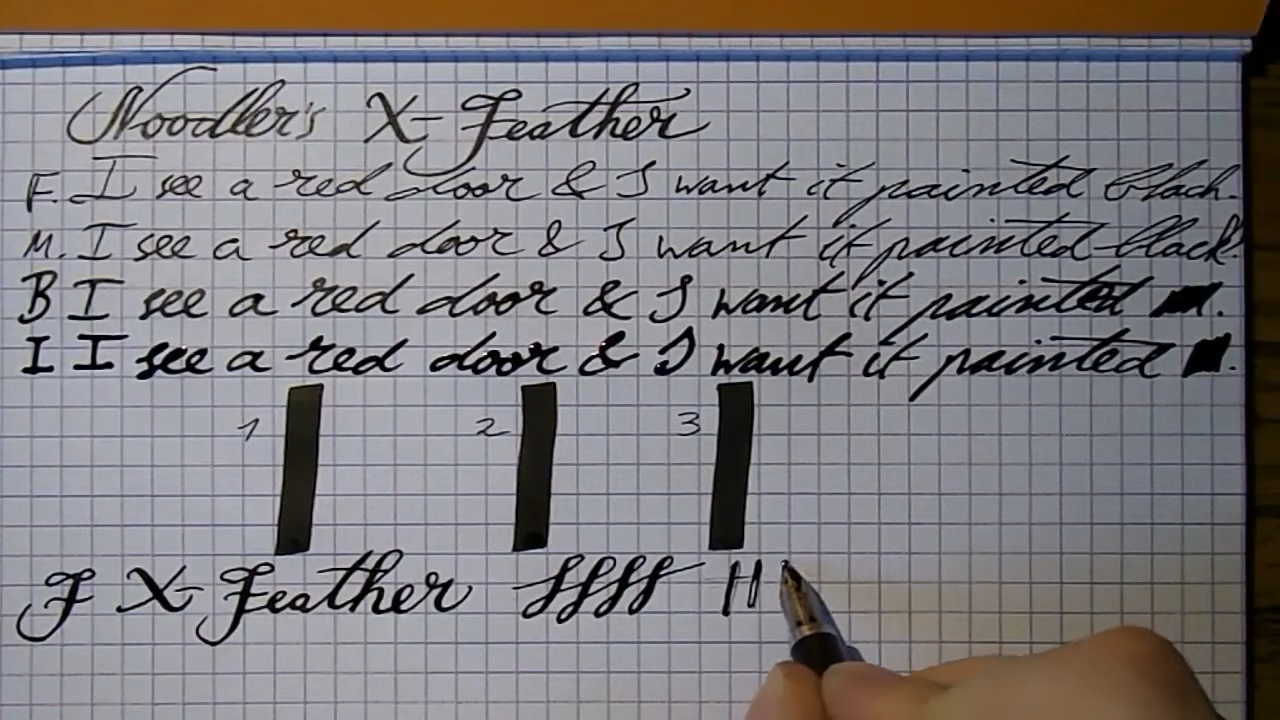 Noodler's X-Feather
F. I see a red door & I want it painted black.
M. I see a red door & I want it painted black.
B I see a red door & I want it painted
I I see a red door & I want it painted
1 2 3
F X-Feather